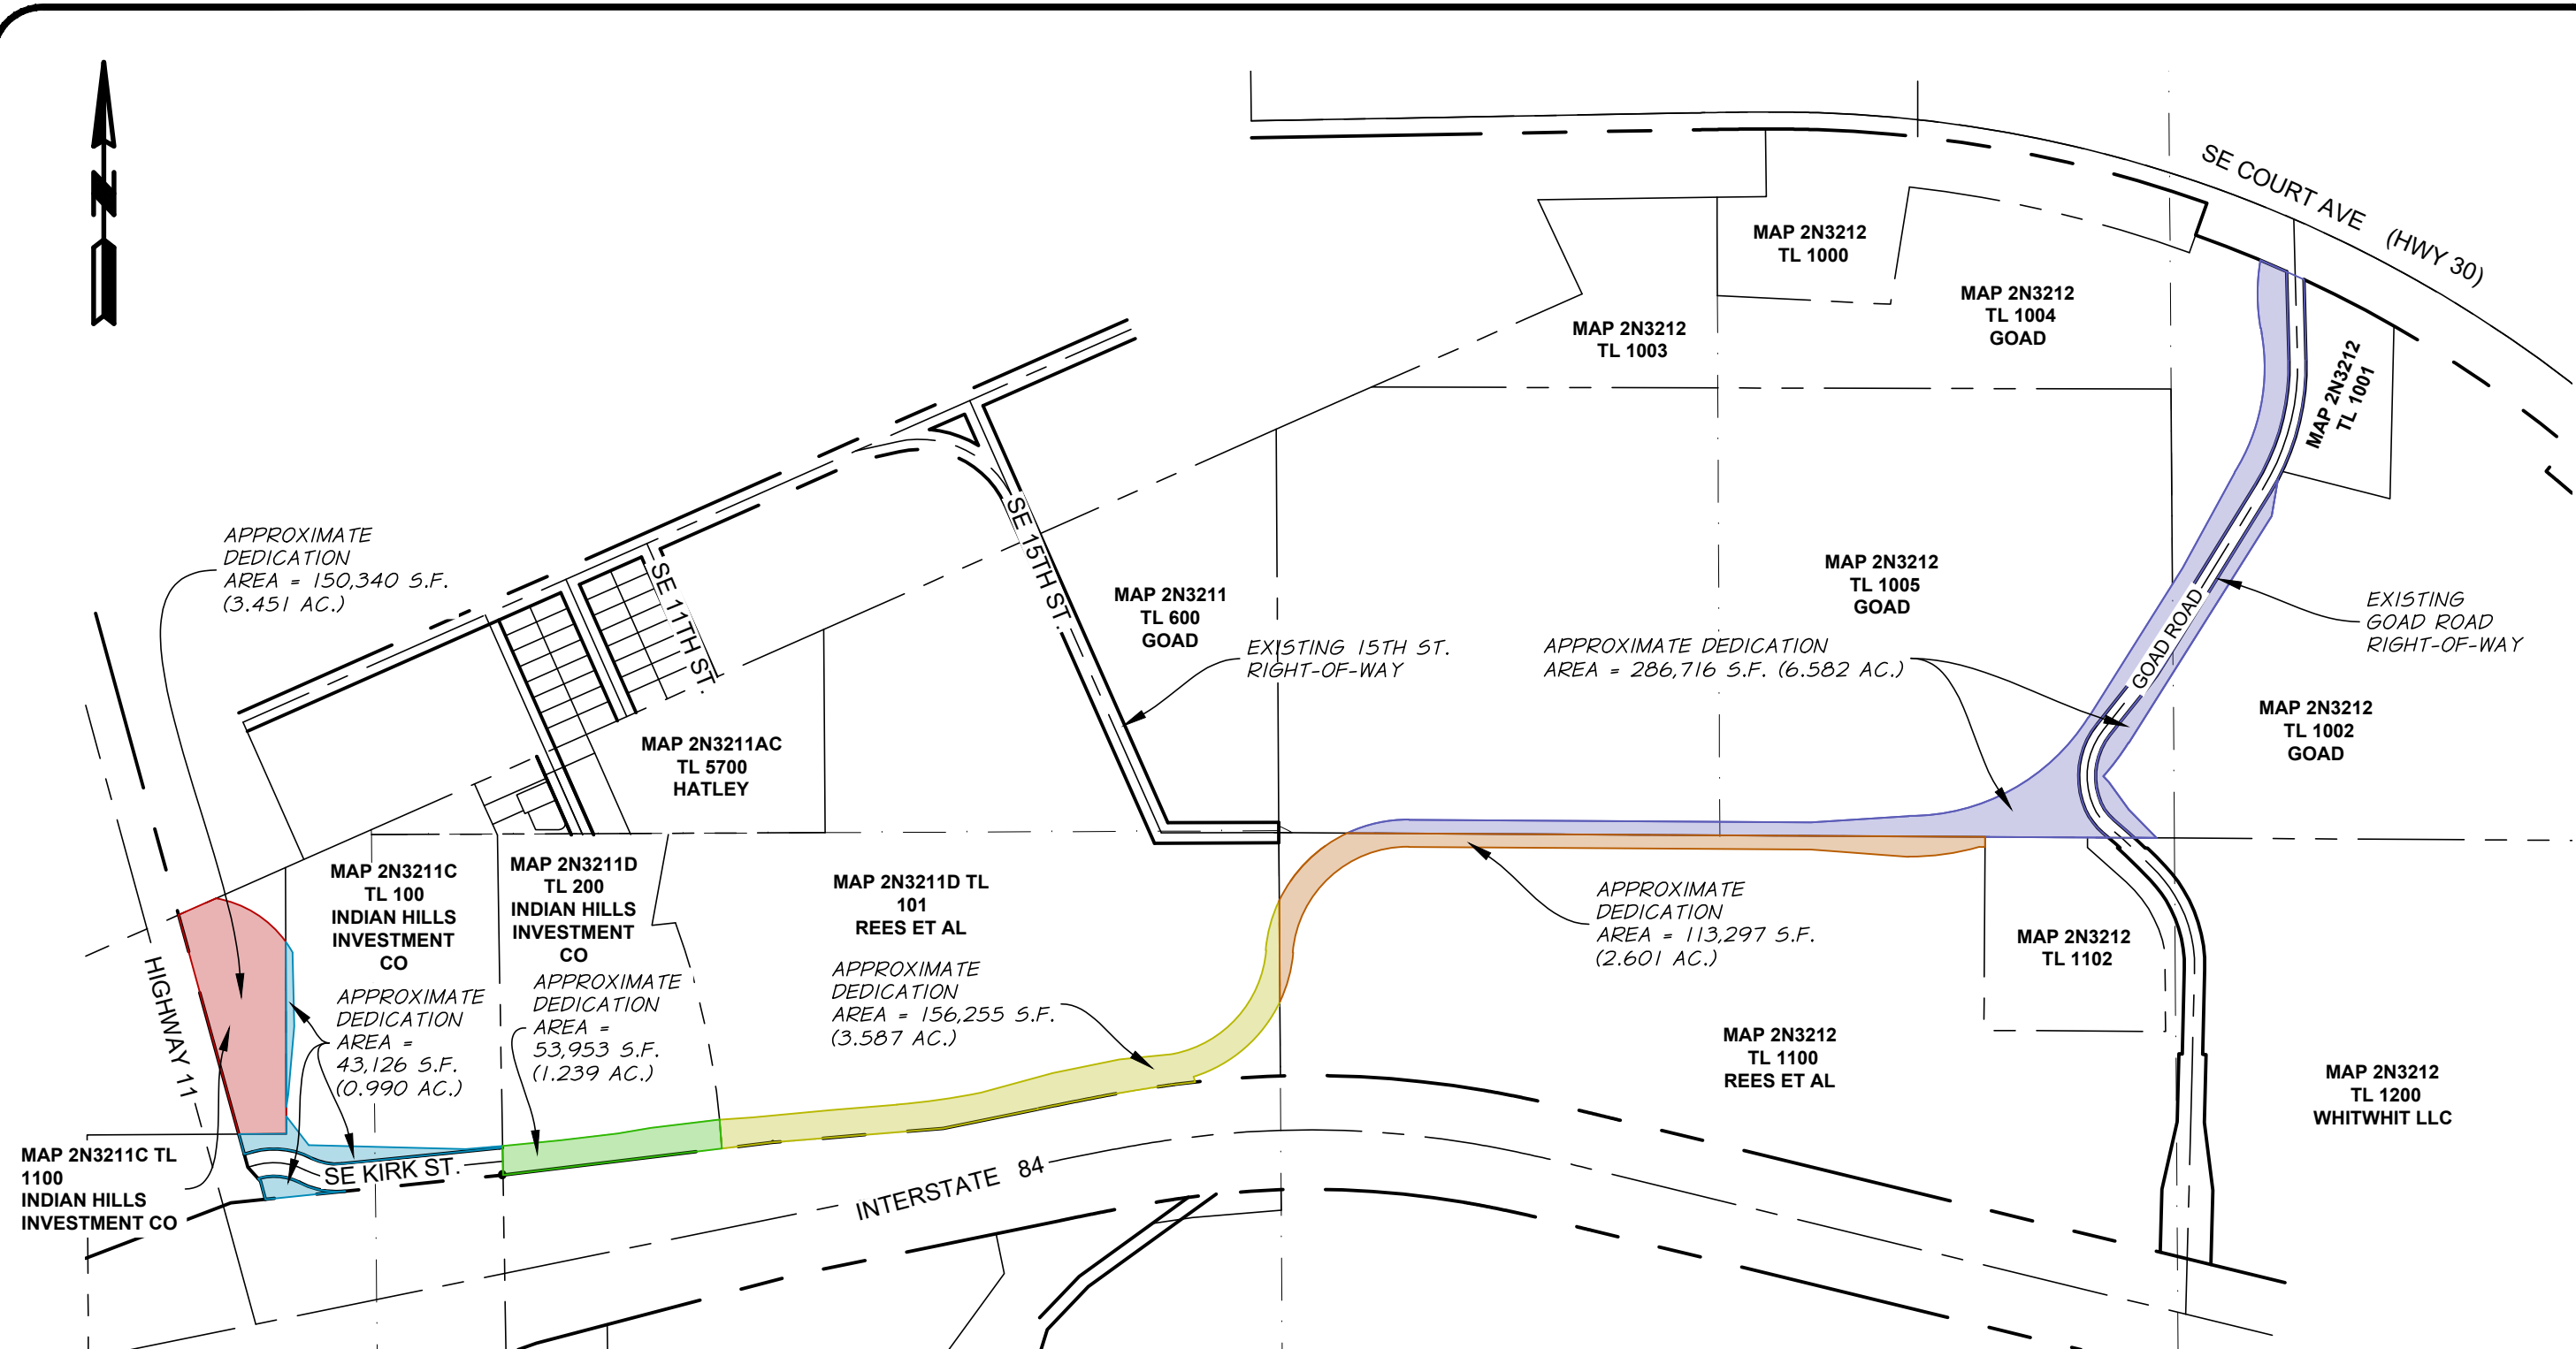 N
SE COURT AVE (HWY 30)
MAP 2N3212
TL 1000
MAP 2N3212
TL 1004
GOAD
MAP 2N3212
TL 1003
MAP 2N3212
TL 1001
APPROXIMATE
DEDICATION
AREA = 150,340 S.F.
(3.451 AC.)
SE 11TH ST.
SE 15TH ST.
MAP 2N3211
TL 600
GOAD
EXISTING 15TH ST.
RIGHT-OF-WAY
MAP 2N3212
TL 1005
GOAD
APPROXIMATE DEDICATION
AREA = 286,716 S.F. (6.582 AC.)
GOAD ROAD
EXISTING
GOAD ROAD
RIGHT-OF-WAY
MAP 2N3212
TL 1002
GOAD
MAP 2N3211AC
TL 5700
HATLEY
MAP 2N3211C
TL 100
INDIAN HILLS
INVESTMENT
CO
MAP 2N3211D
TL 200
INDIAN HILLS
INVESTMENT
CO
MAP 2N3211D TL
101
REES ET AL
APPROXIMATE
DEDICATION
AREA =
43,126 S.F.
(0.990 AC.)
APPROXIMATE
DEDICATION
AREA =
53,953 S.F.
(1.239 AC.)
APPROXIMATE
DEDICATION
AREA = 156,255 S.F.
(3.587 AC.)
APPROXIMATE
DEDICATION
AREA = 113,297 S.F.
(2.601 AC.)
MAP 2N3212
TL 1102
MAP 2N3212
TL 1100
REES ET AL
MAP 2N3212
TL 1200
WHITWHIT LLC
HIGHWAY 11
MAP 2N3211C TL
1100
INDIAN HILLS
INVESTMENT CO
SE KIRK ST.
INTERSTATE 84